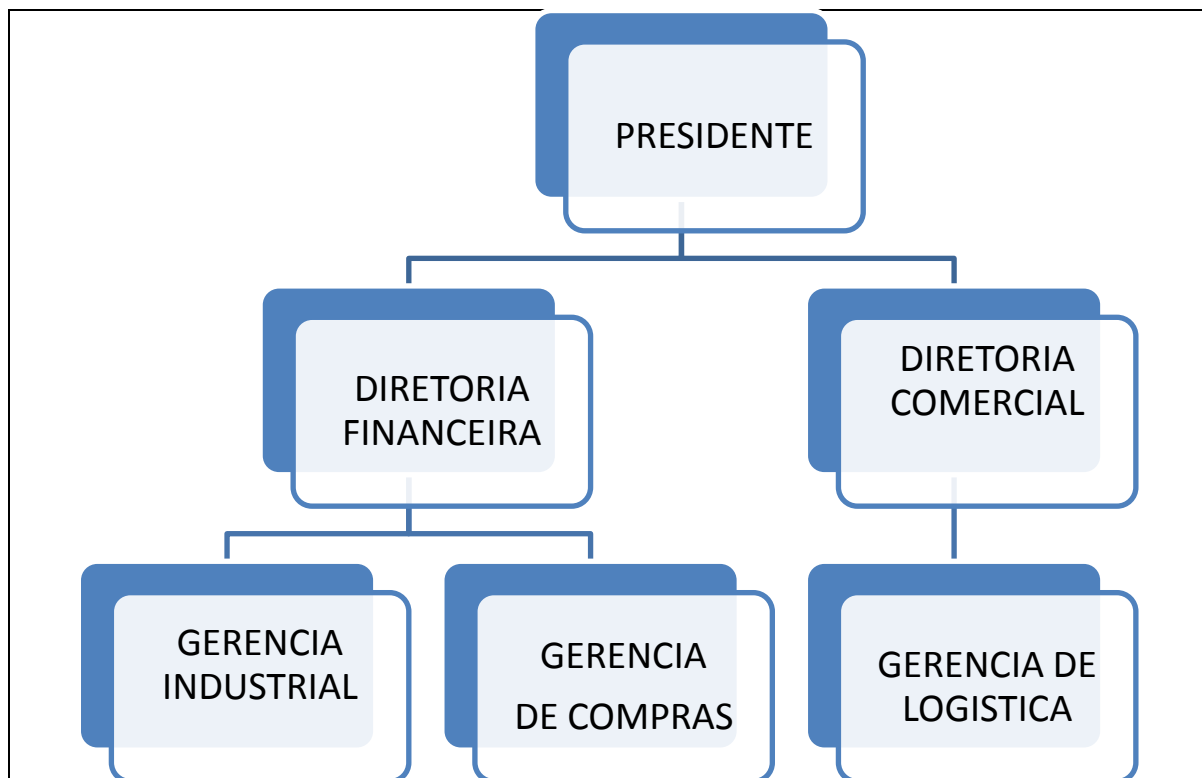 PRESIDENTE
DIRETORIA
FINANCEIRA
DIRETORIA
COMERCIAL
GERENCIA
INDUSTRIAL
GERENCIA
DE COMPRAS
GERENCIA DE
LOGISTICA